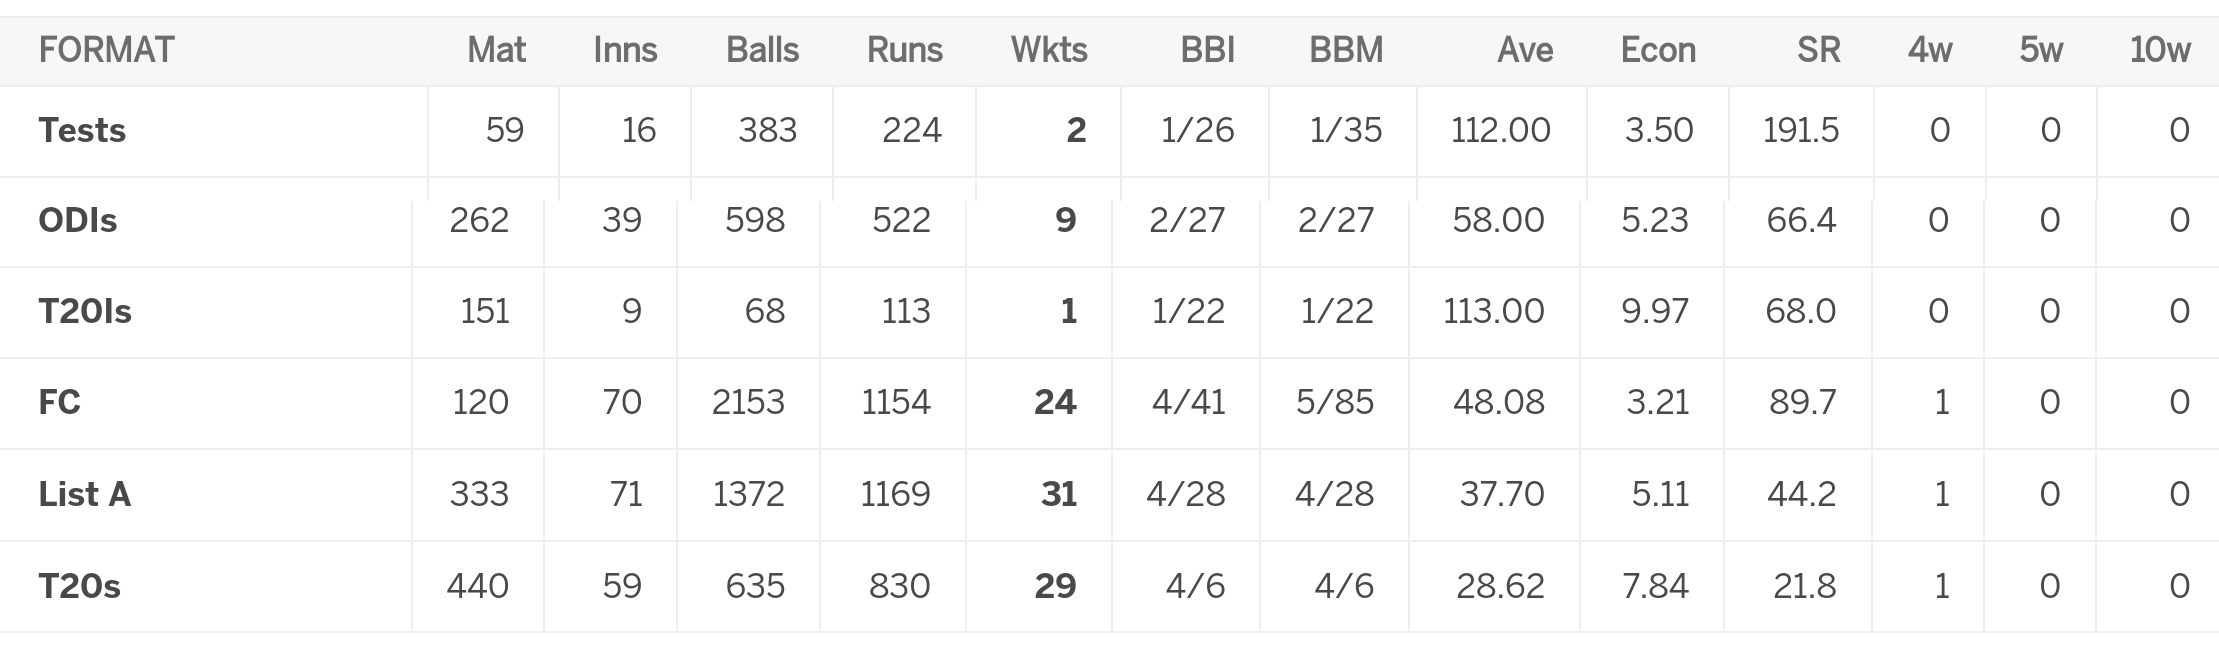 FORMAT Mat Inns Balls Runs Wkts BBI BBM Ave Econ SR 4w 5w 10w
Tests 59 16 383 224 2 1/26 1/35 112.00 3.50 191.5 0 0 0
ODIs 262 39 598 522 9 2/27 2/27 58.00 5.23 66.4 0 0 0
T20Is 151 9 68 113 1 1/22 1/22 113.00 9.97 68.0 0 0 0
FC 120 70 2153 1154 24 4/41 5/85 48.08 3.21 89.7 1 0 0
List A 333 71 1372 1169 31 4/28 4/28 37.70 5.11 44.2 1 0 0
T20s 440 59 635 830 29 4/6 4/6 28.62 7.84 21.8 1 0 0